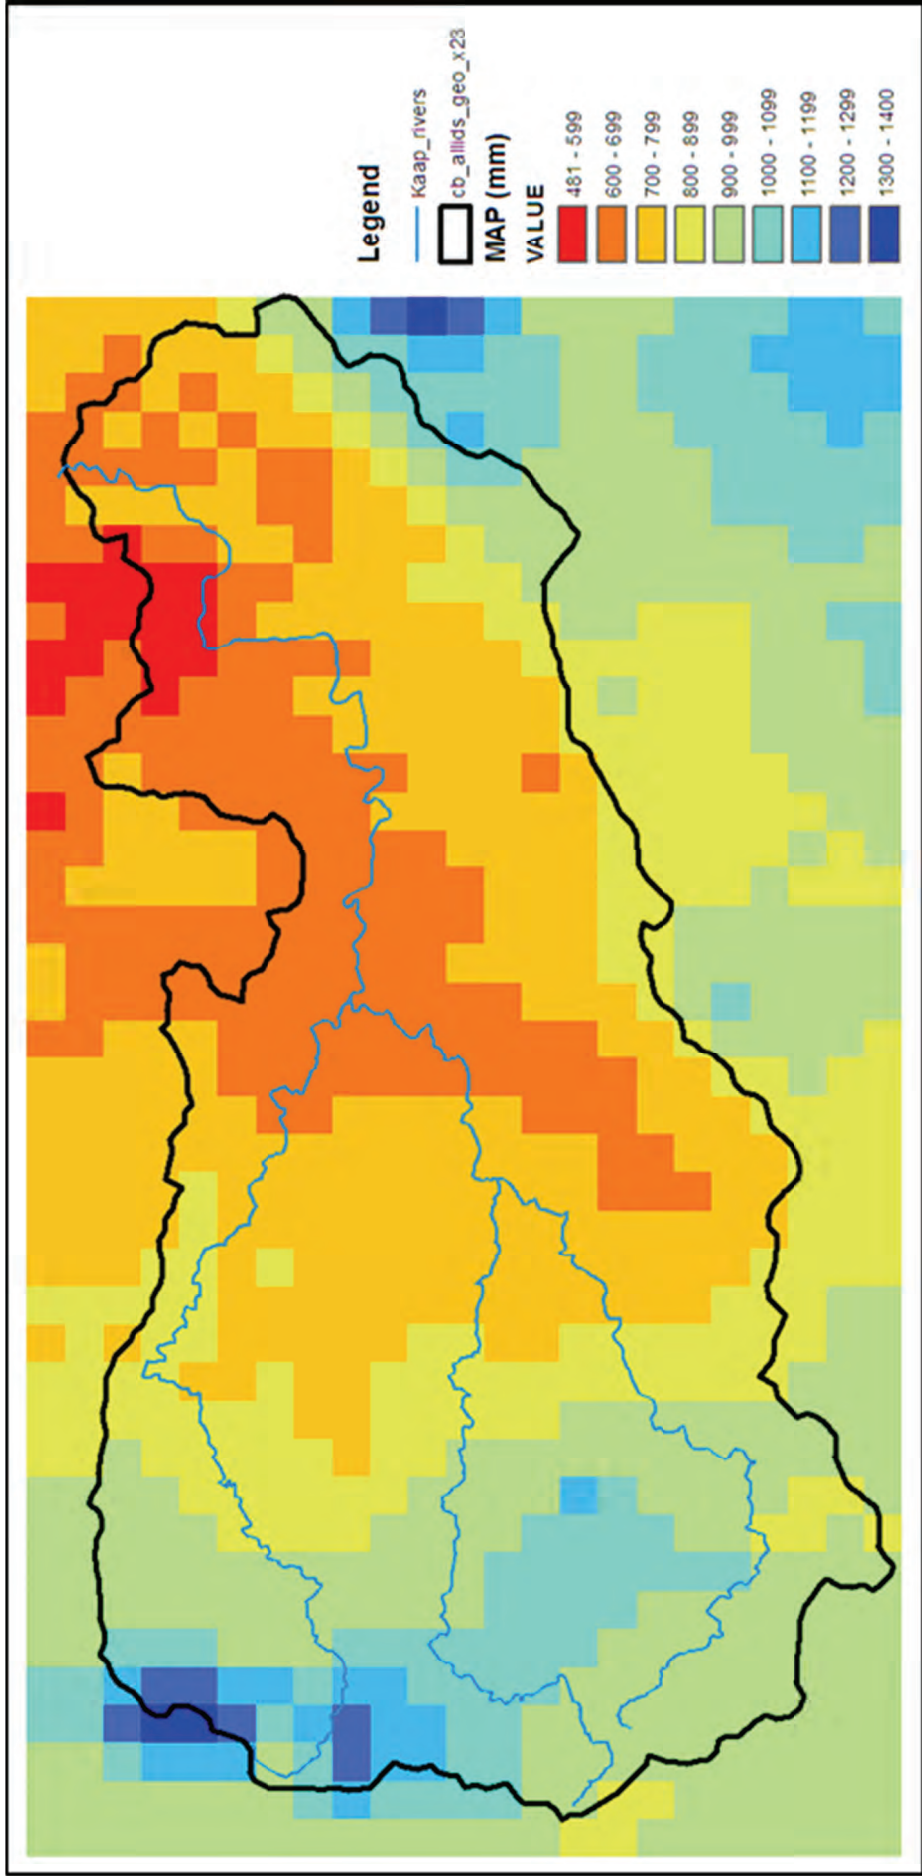 Legend
Kaap_rivers
cb_allids_geo_x23
MAP (mm)
VALUE
481 - 599
600 - 699
700 - 799
800 - 899
900 - 999
1000 - 1099
1100 - 1199
1200 - 1299
1300 - 1400